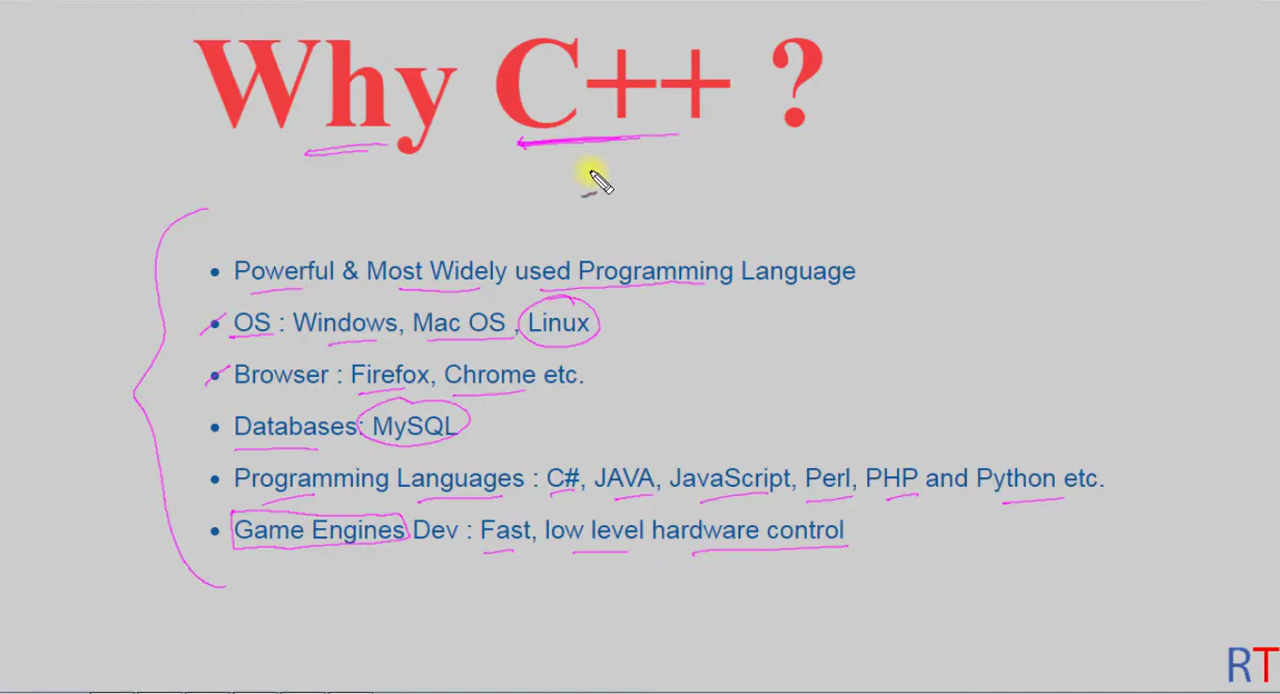 Why C++ ?
• Powerful & Most Widely used Programming Language
• OS : Windows, Mac OS , Linux
• Browser : Firefox, Chrome etc.
• Databases: MySQL
• Programming Languages : C#, JAVA, JavaScript, Perl, PHP and Python etc.
• Game Engines Dev : Fast, low level hardware control
RT